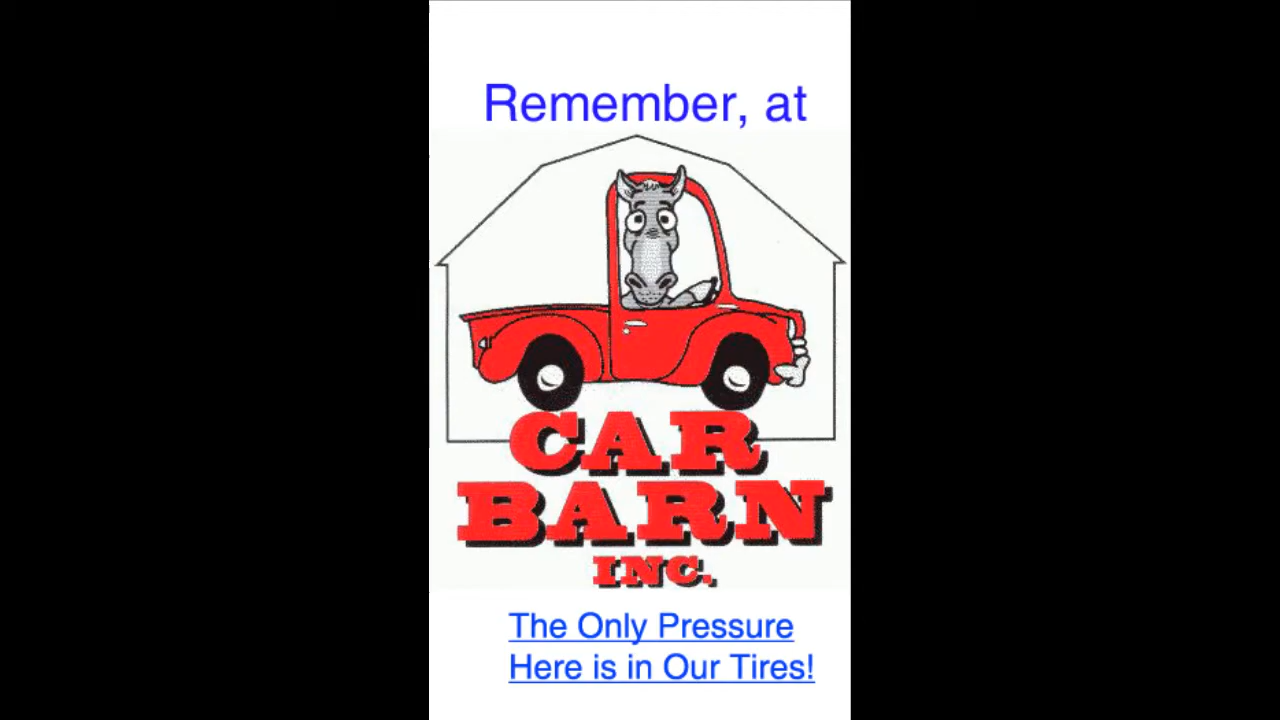 Remember, at
CAR
BARN
INC.
The Only Pressure
Here is in Our Tires!